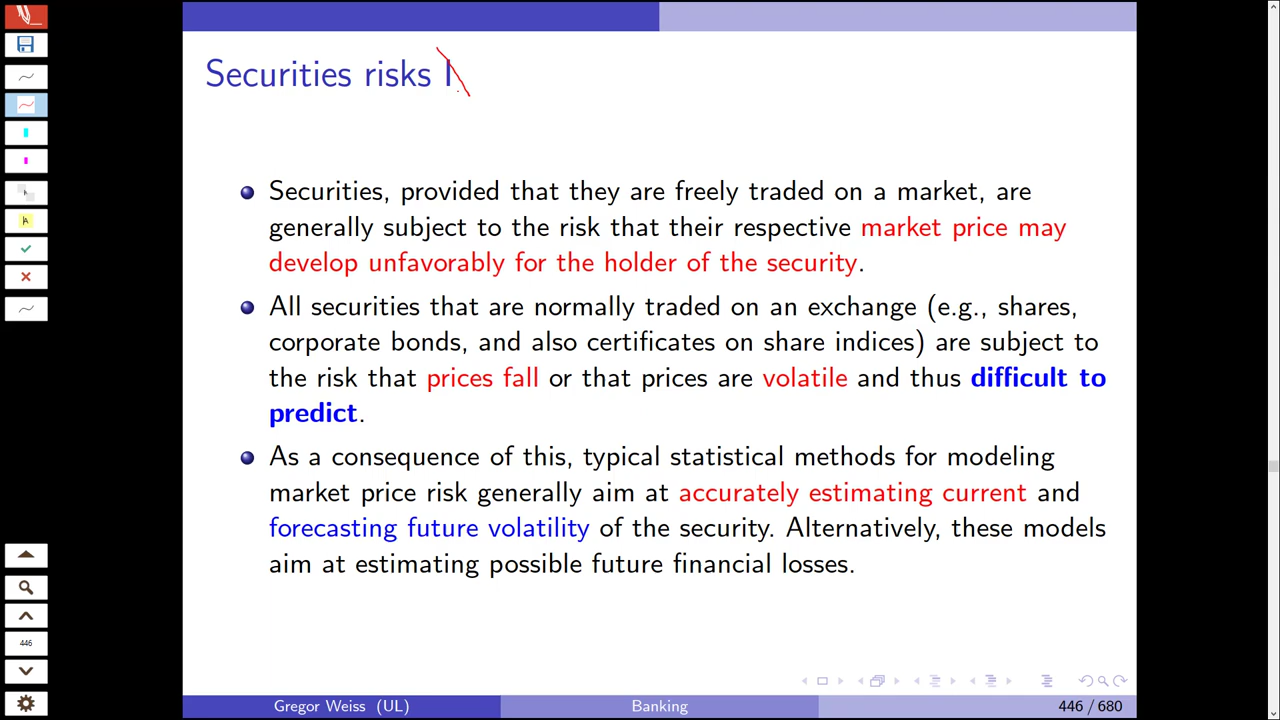 Securities risks I
Securities, provided that they are freely traded on a market, are
generally subject to the risk that their respective market price may
develop unfavorably for the holder of the security.
All securities that are normally traded on an exchange (e.g., shares,
corporate bonds, and also certificates on share indices) are subject to
the risk that prices fall or that prices are volatile and thus difficult to
predict.
As a consequence of this, typical statistical methods for modeling
market price risk generally aim at accurately estimating current and
forecasting future volatility of the security. Alternatively, these models
aim at estimating possible future financial losses.
446
Gregor Weiss (UL) Banking 446 / 680